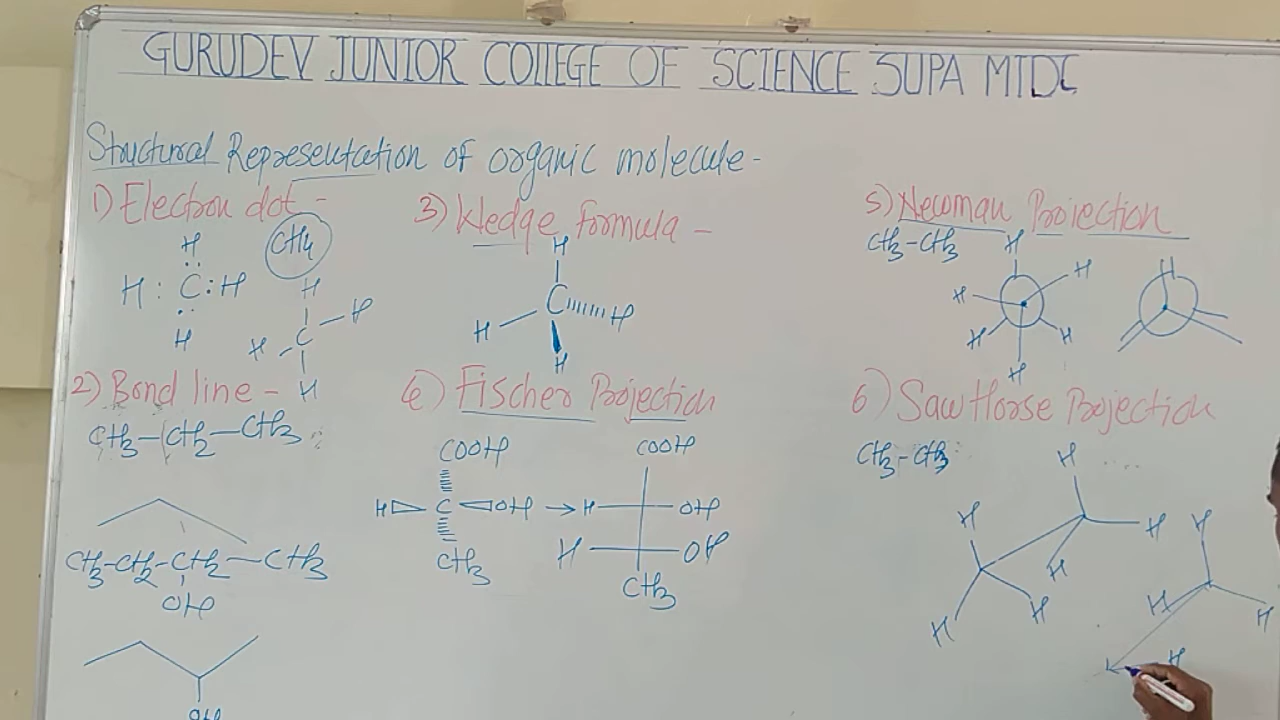 GURUDEV JUNIOR COLLEGE OF SCIENCE SUPA MIDC
Structural Representation of organic molecule-
1) Electron dot -
CH4
H
H : C : H
H
H
H
C
H
H
2) Bond line -
CH3-CH2-CH3
CH3-CH2-CH2-CH3
OH
OH
3) Wedge formula -
H
C
H
H
H
4) Fischer Projection
COOH
H C OH → H OH
CH3
COOH
H OH
CH3
5) Newman Projection
CH3-CH3
H
H
H
H
H
H
H
6) Saw Horse Projection
CH3-CH3
H
H
H
H
H
H
H
H
H
H